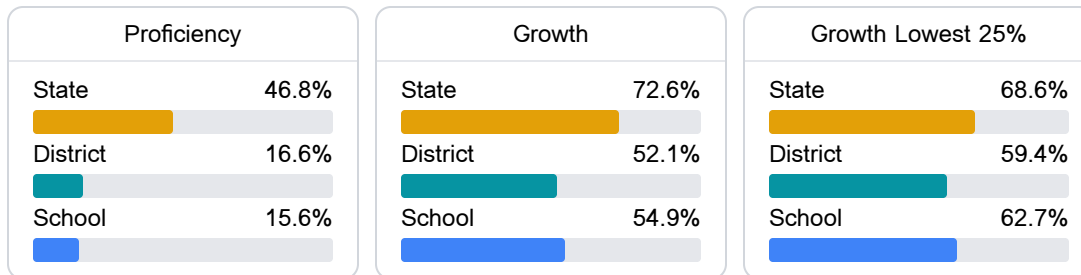 Proficiency
State 46.8%
District 16.6%
School 15.6%
Growth
State 72.6%
District 52.1%
School 54.9%
Growth Lowest 25%
State 68.6%
District 59.4%
School 62.7%